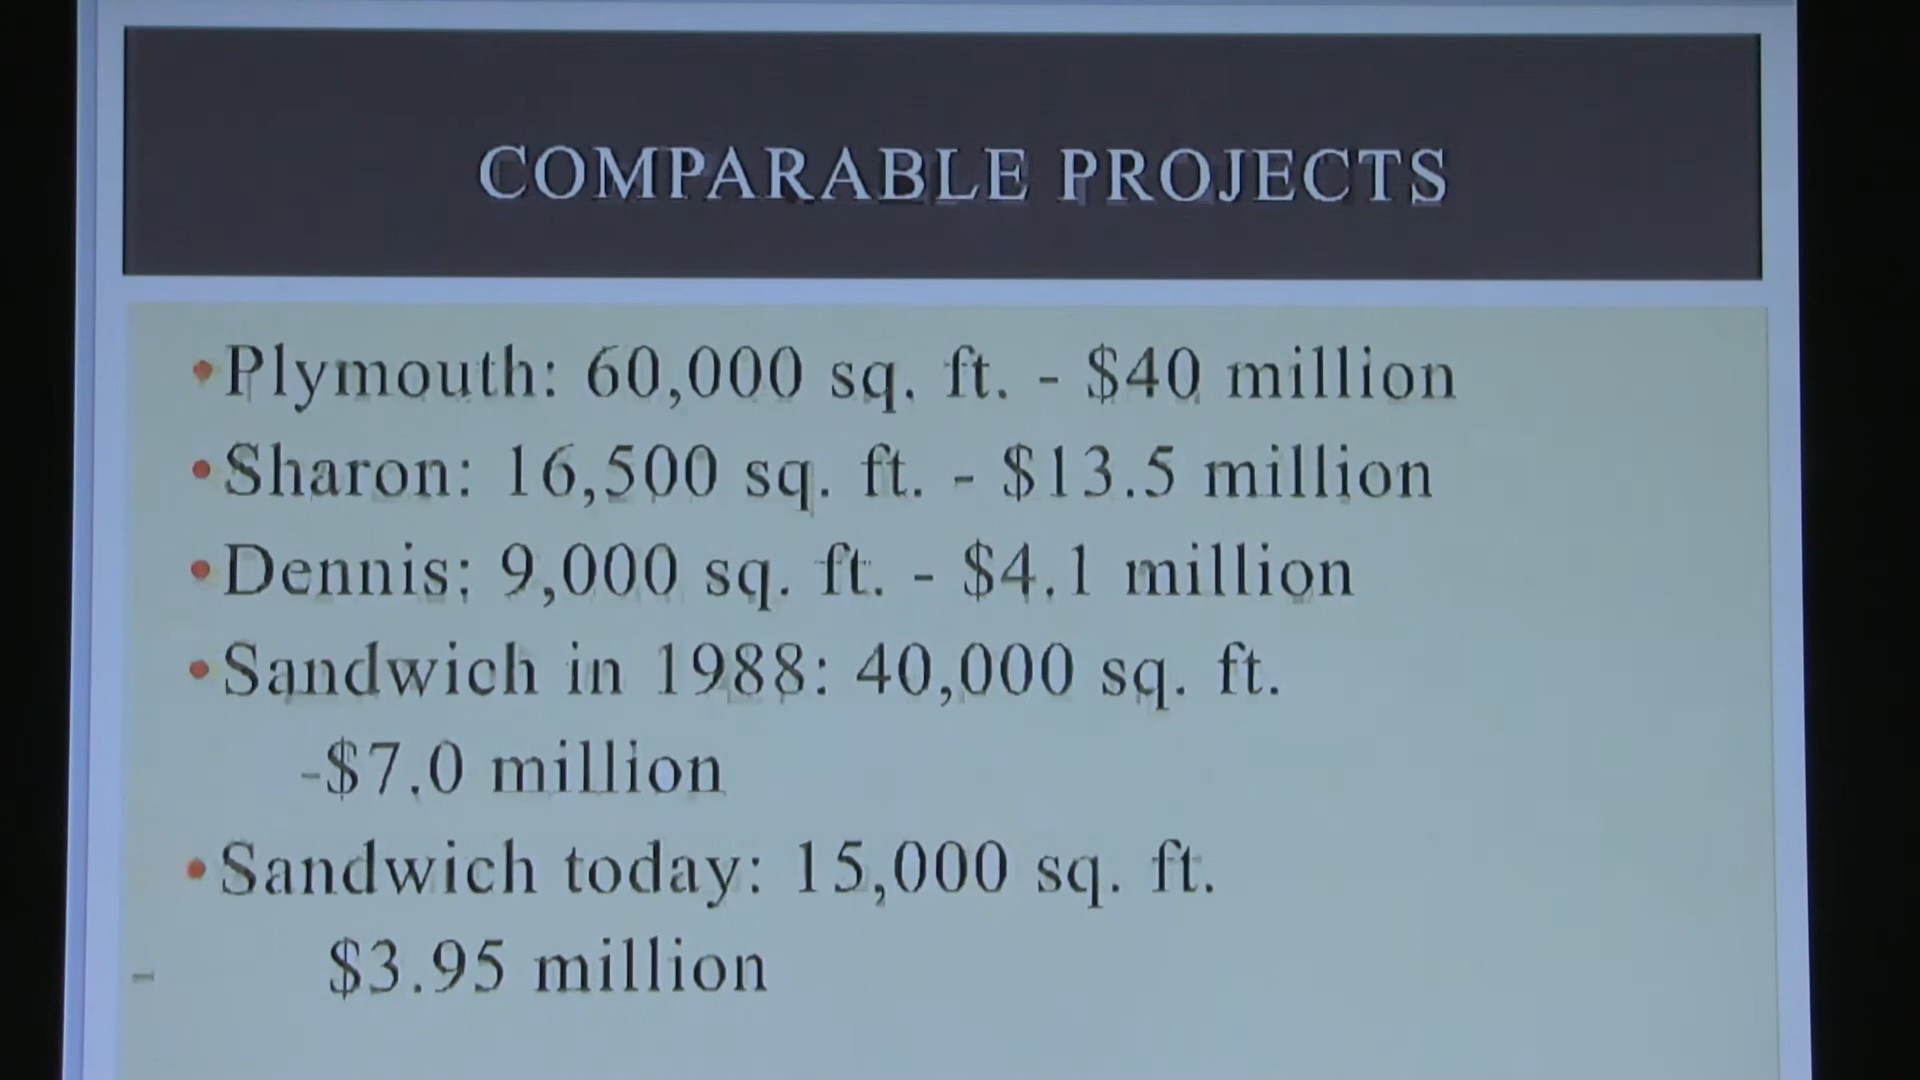 COMPARABLE PROJECTS
•Plymouth: 60,000 sq. ft. - $40 million
•Sharon: 16,500 sq. ft. - $13.5 million
•Dennis: 9,000 sq. ft. - $4.1 million
•Sandwich in 1988: 40,000 sq. ft.
-$7.0 million
•Sandwich today: 15,000 sq. ft.
$3.95 million